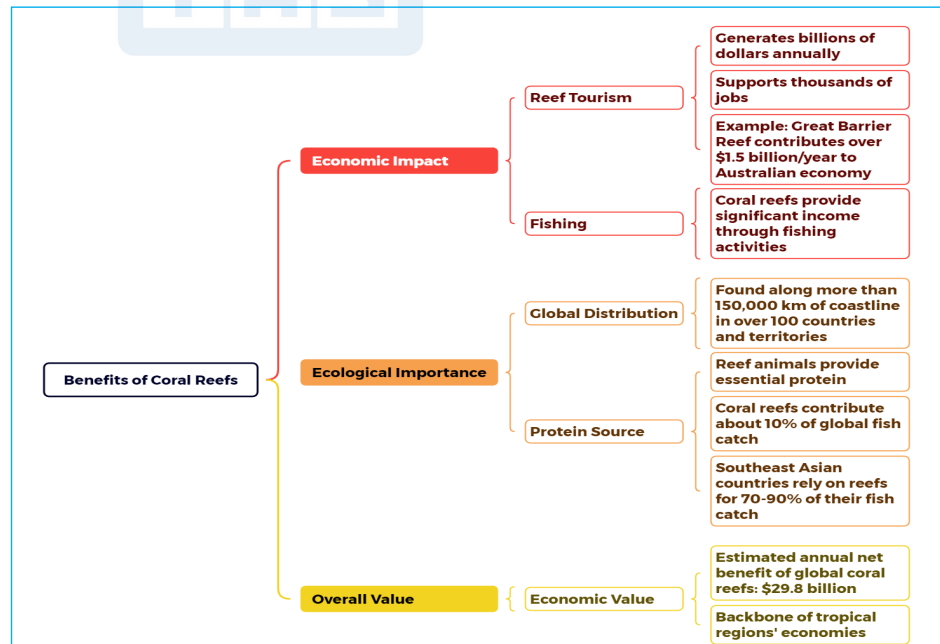 Benefits of Coral Reefs
Economic Impact
Reef Tourism
Generates billions of
dollars annually
Supports thousands of
jobs
Example: Great Barrier
Reef contributes over
$1.5 billion/year to
Australian economy
Fishing
Coral reefs provide
significant income
through fishing
activities
Ecological Importance
Global Distribution
Found along more than
150,000 km of coastline
in over 100 countries
and territories
Protein Source
Reef animals provide
essential protein
Coral reefs contribute
about 10% of global fish
catch
Southeast Asian
countries rely on reefs
for 70-90% of their fish
catch
Overall Value
Economic Value
Estimated annual net
benefit of global coral
reefs: $29.8 billion
Backbone of tropical
regions' economies